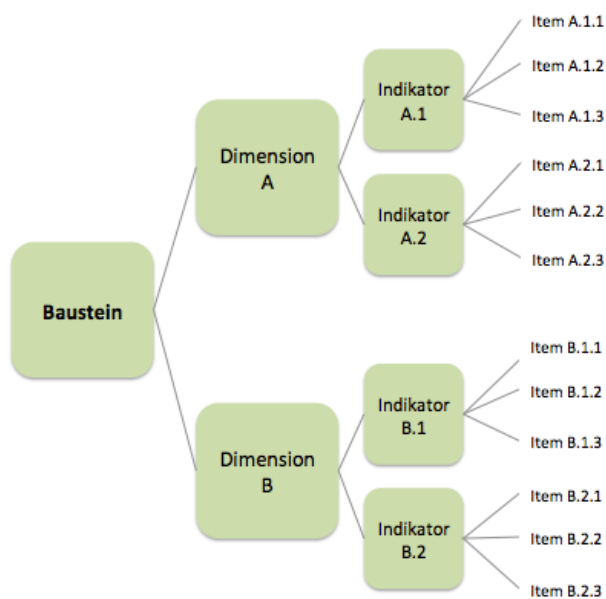 Baustein
Dimension
A
Indikator
A.1
Item A.1.1
Item A.1.2
Item A.1.3
Indikator
A.2
Item A.2.1
Item A.2.2
Item A.2.3
Dimension
B
Indikator
B.1
Item B.1.1
Item B.1.2
Item B.1.3
Indikator
B.2
Item B.2.1
Item B.2.2
Item B.2.3